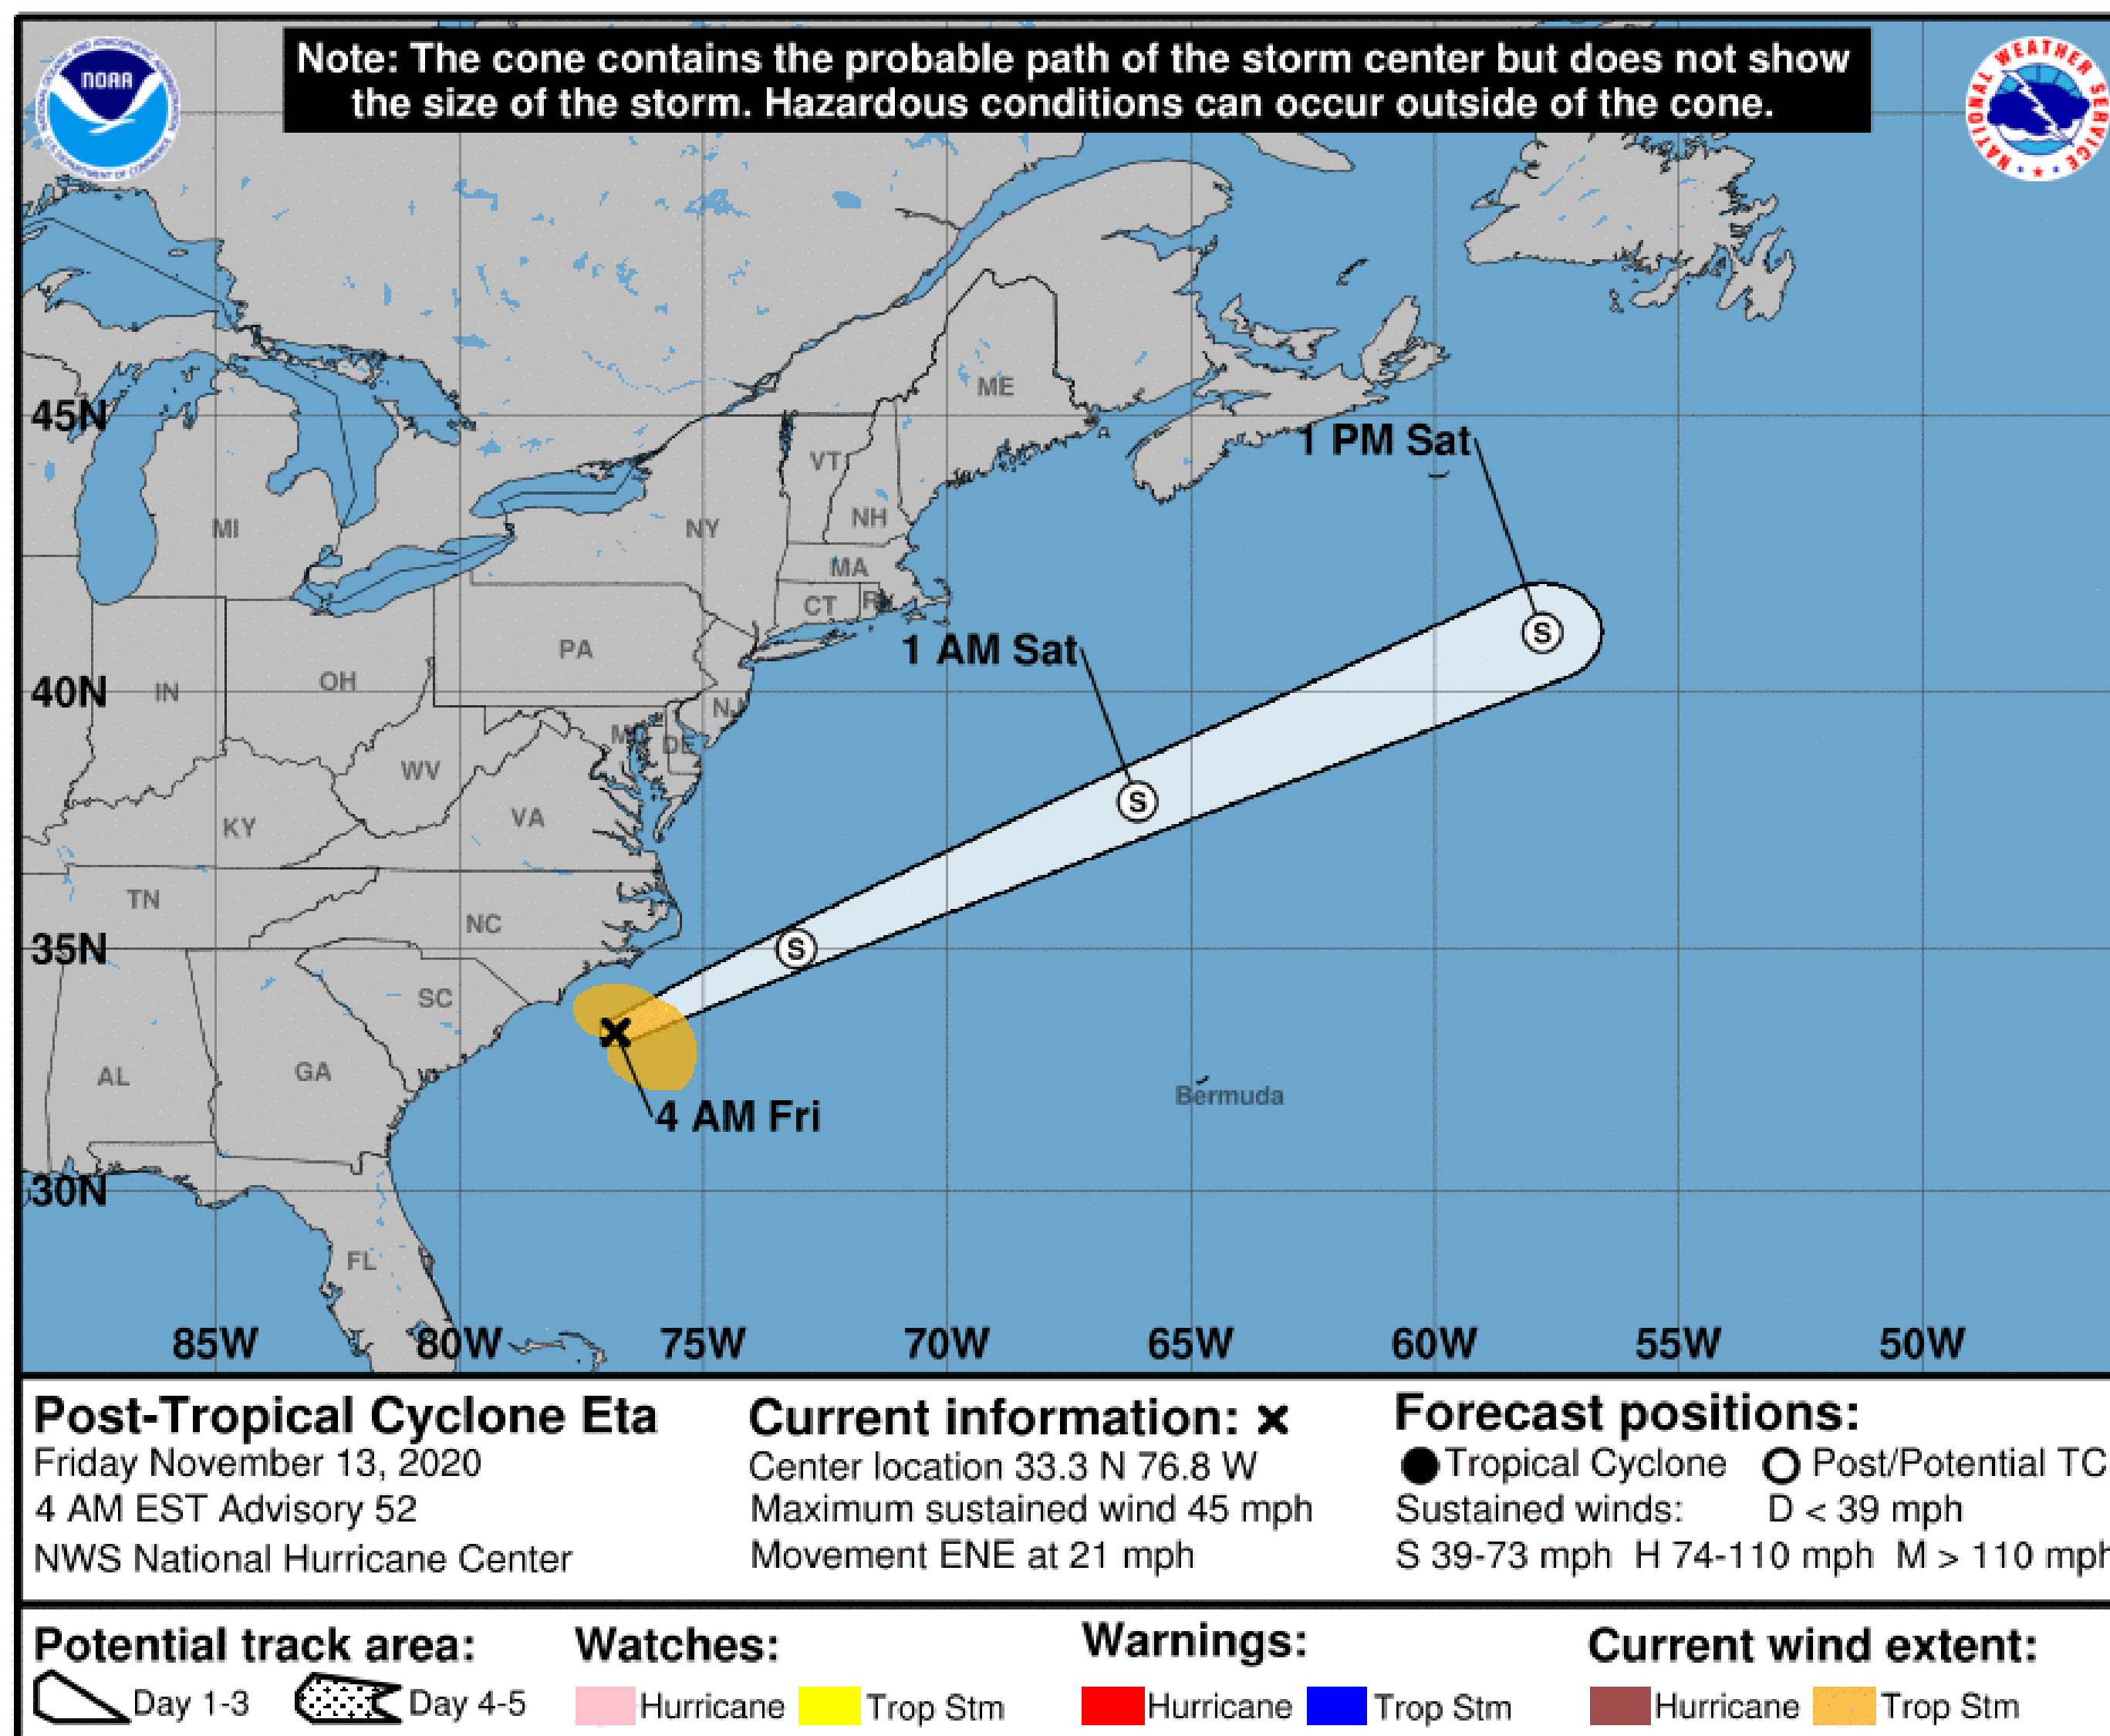 Note: The cone contains the probable path of the storm center but does not show
the size of the storm. Hazardous conditions can occur outside of the cone.
NOAA
NATIONAL WEATHER SERVICE
ME
45N
1 PM Sat
VT
MI
NH
NY
MA
CT
1 AM Sat
PA
OH
40N
IN
NJ
DE
WV
VA
KY
TN
NC
35N
SC
AL
GA
Bermuda
4 AM Fri
30N
FL
S
S
S
85W 80W 75W 70W 65W 60W 55W 50W
Post-Tropical Cyclone Eta
Friday November 13, 2020
4 AM EST Advisory 52
NWS National Hurricane Center
Current information: x
Center location 33.3 N 76.8 W
Maximum sustained wind 45 mph
Movement ENE at 21 mph
Forecast positions:
Tropical Cyclone Post/Potential TC
Sustained winds: D < 39 mph
S 39-73 mph H 74-110 mph M > 110 mph
Potential track area:
Day 1-3 Day 4-5
Watches:
Hurricane Trop Stm
Warnings:
Hurricane Trop Stm
Current wind extent:
Hurricane Trop Stm